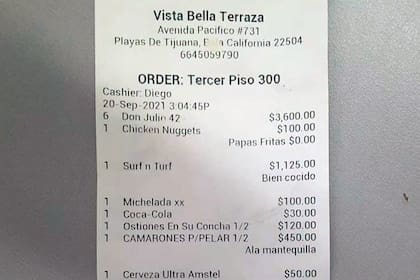 Vista Bella Terraza
Avenida Pacifico #731
Playas De Tijuana, California 22504
6645059790
ORDER: Tercer Piso 300
Cashier: Diego
20-Sep-2021 3:04:45P
6 Don Julio 42 $3,600.00
1 Chicken Nuggets $100.00
Papas Fritas $0.00
1 Surf n Turf $1,125.00
Bien cocido
1 Michelada xx $100.00
1 Coca-Cola $30.00
1 Ostiones En Su Concha 1/2 $120.00
1 CAMARONES P/PELAR 1/2 $450.00
Ala mantequilla
1 Cerveza Ultra Amstel $50.00